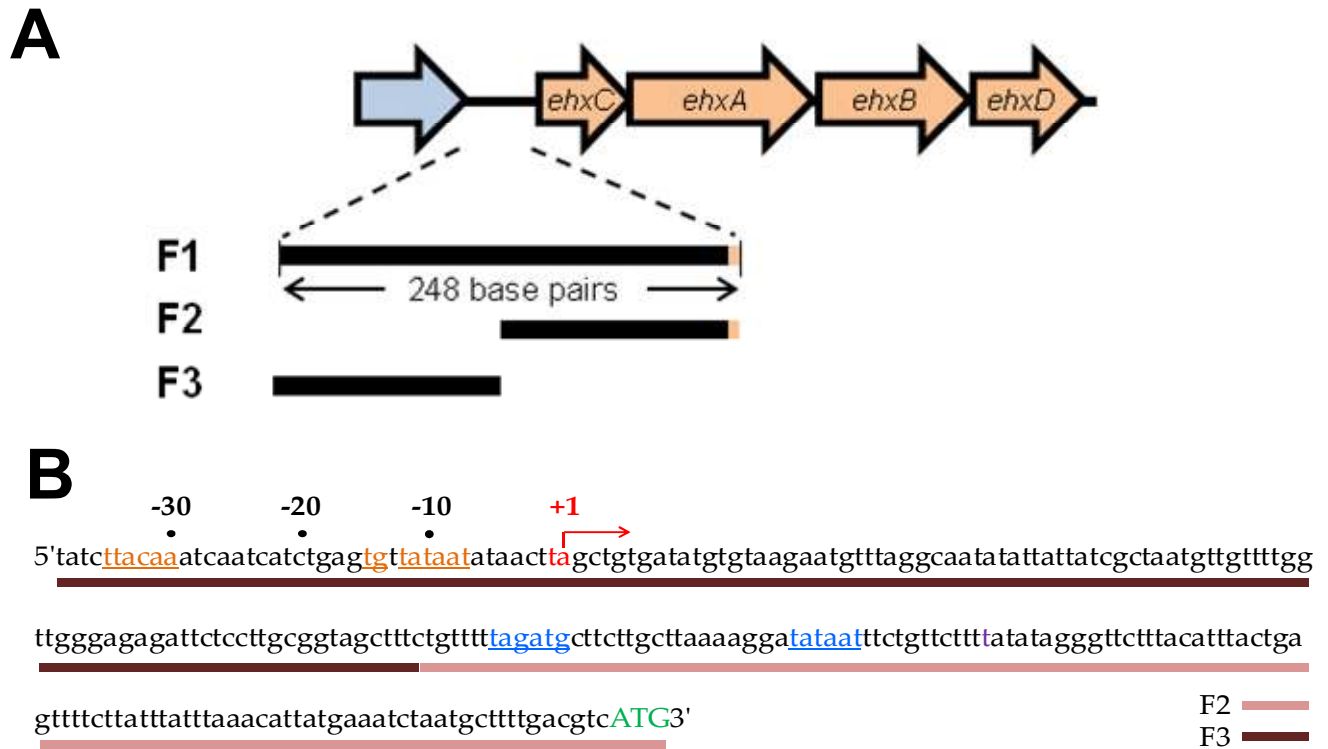 A
ehxC ehxA ehxB ehxD
F1
248 base pairs
F2
F3
B
-30 -20 -10 +1
5'tatcttacaaatcaatcatctgagtgttataatataacttagctgtgatatgtgtaagaatgtttaggcaatatattattatcgctaatgttgttttgg
ttgggagagattctccttgcggtagctttctgtttttagatgcttcttgcttaaaaggatataatttctgttcttttatatagggttctttacatttactga
gttttcttatttatttaaacattatgaaatctaatgcttttgacgtcATG3'
F2
F3